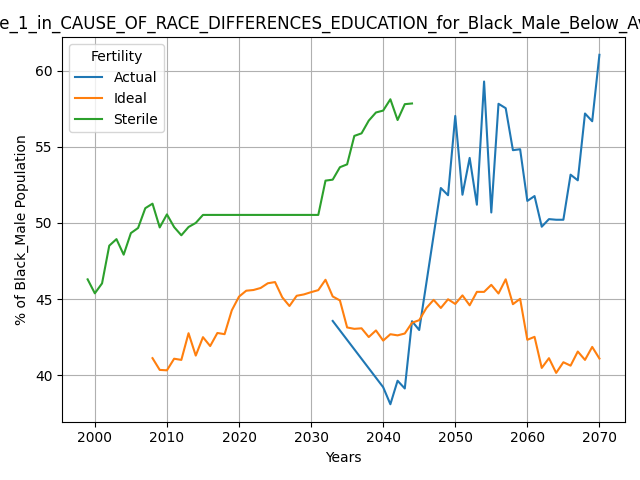 e_1_in_CAUSE_OF_RACE_DIFFERENCES_EDUCATION_for_Black_Male_Below_Av
Fertility
Actual
Ideal
Sterile
% of Black_Male Population
60
55
50
45
40
2000 2010 2020 2030 2040 2050 2060 2070
Years